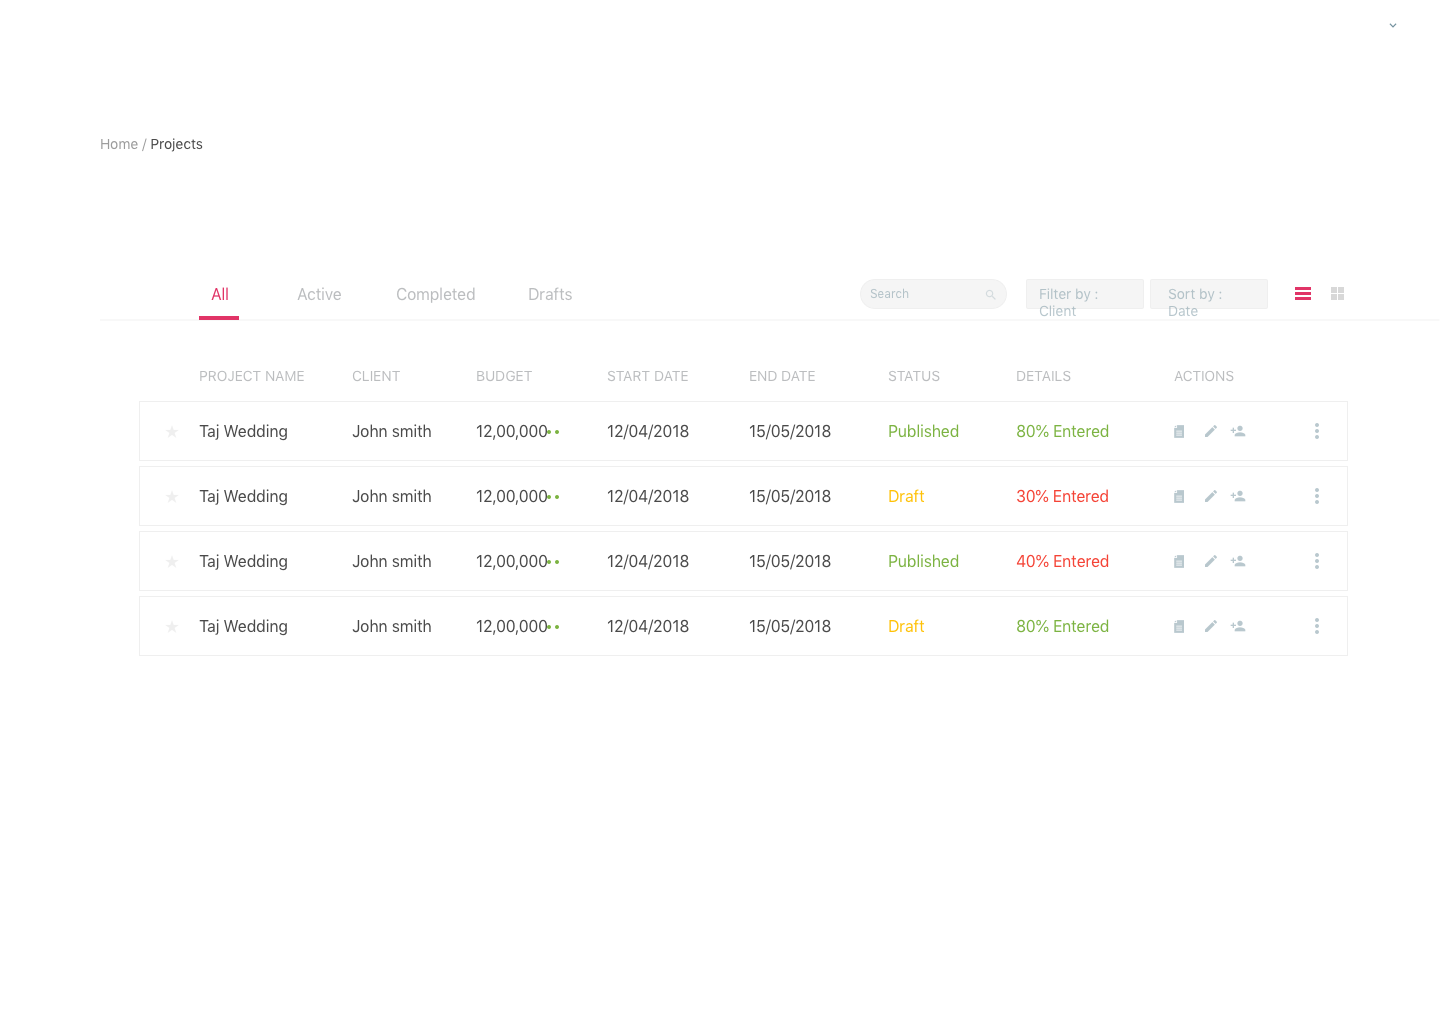 Home / Projects
All Active Completed Drafts Search Filter by : Client Sort by : Date
PROJECT NAME CLIENT BUDGET START DATE END DATE STATUS DETAILS ACTIONS
Taj Wedding John smith 12,00,000 12/04/2018 15/05/2018 Published 80% Entered
Taj Wedding John smith 12,00,000 12/04/2018 15/05/2018 Draft 30% Entered
Taj Wedding John smith 12,00,000 12/04/2018 15/05/2018 Published 40% Entered
Taj Wedding John smith 12,00,000 12/04/2018 15/05/2018 Draft 80% Entered